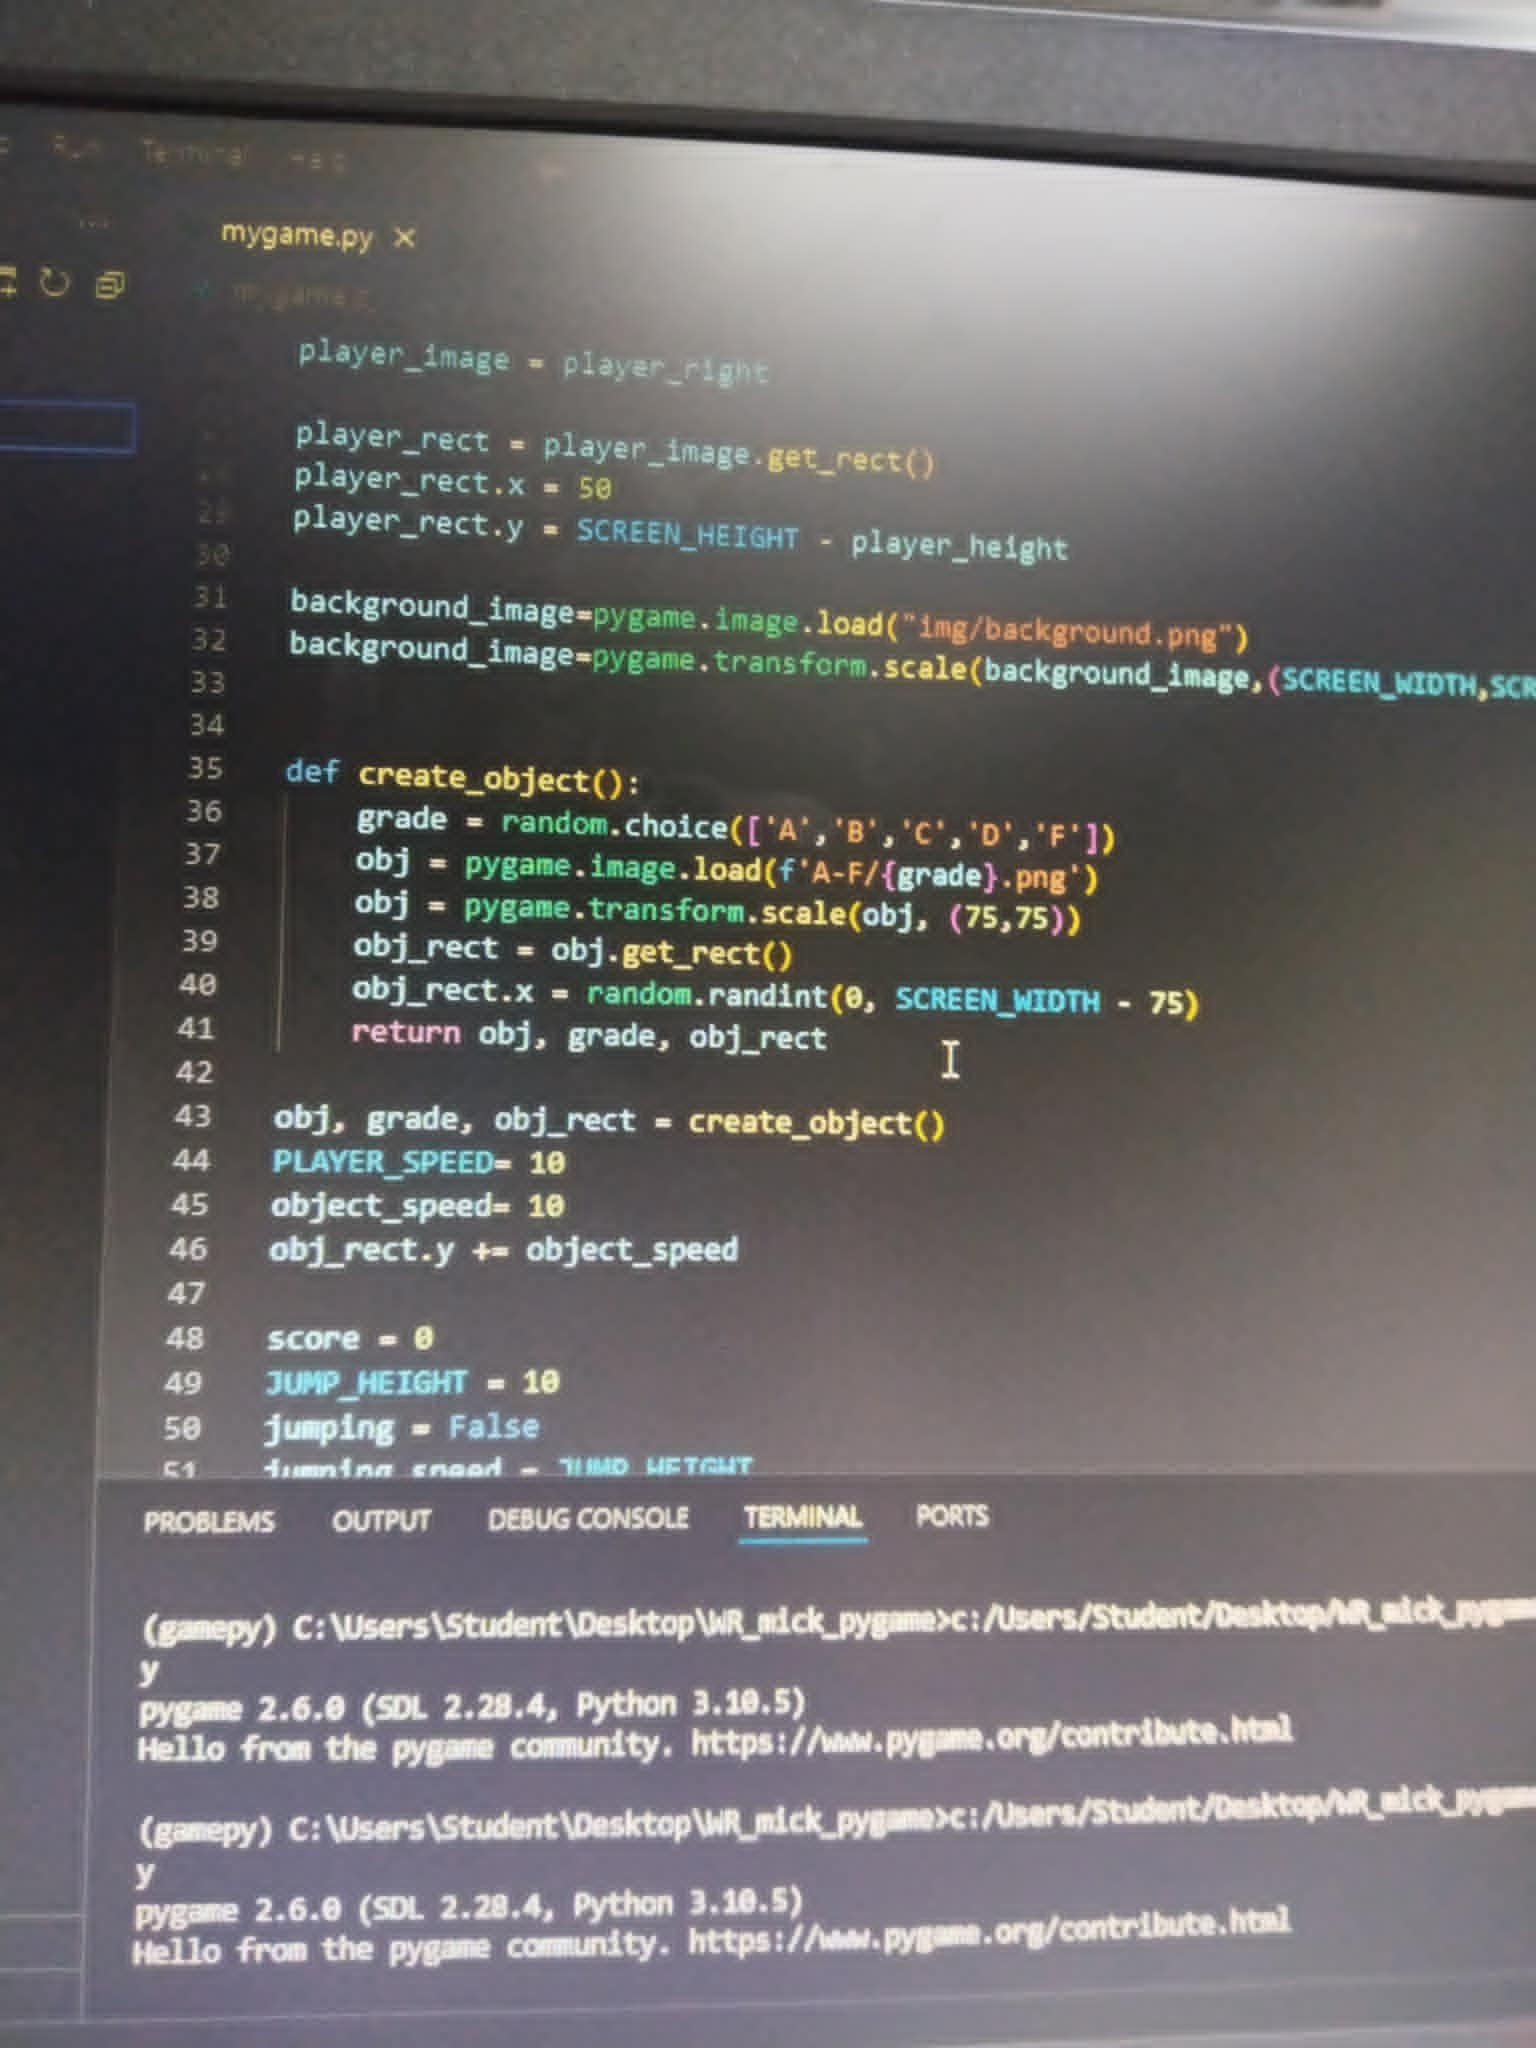 Run Terminal Help
mygame.py
player_image = player_right
player_rect = player_image.get_rect()
player_rect.x = 50
29 player_rect.y = SCREEN_HEIGHT - player_height
30
31 background_image=pygame.image.load("img/background.png")
32 background_image=pygame.transform.scale(background_image,(SCREEN_WIDTH,SCR
33
34
35 def create_object():
36 grade = random.choice(['A','B','C','D','F'])
37 obj = pygame.image.load(f'A-F/{grade}.png')
38 obj = pygame.transform.scale(obj, (75,75))
39 obj_rect = obj.get_rect()
40 obj_rect.x = random.randint(0, SCREEN_WIDTH - 75)
41 return obj, grade, obj_rect
42
43 obj, grade, obj_rect = create_object()
44 PLAYER_SPEED= 10
45 object_speed= 10
46 obj_rect.y += object_speed
47
48 score = 0
49 JUMP_HEIGHT = 10
50 jumping = False
51 jumping_speed = JUMP_HEIGHT
PROBLEMS OUTPUT DEBUG CONSOLE TERMINAL PORTS
(gamepy) C:\Users\Student\Desktop\WR_mick_pygame>c:/Users/Student/Desktop/WR_mick_pyg
y
pygame 2.6.0 (SDL 2.28.4, Python 3.10.5)
Hello from the pygame community. https://www.pygame.org/contribute.html
(gamepy) C:\Users\Student\Desktop\WR_mick_pygame>c:/Users/Student/Desktop/WR_mick_pyg
y
pygame 2.6.0 (SDL 2.28.4, Python 3.10.5)
Hello from the pygame community. https://www.pygame.org/contribute.html